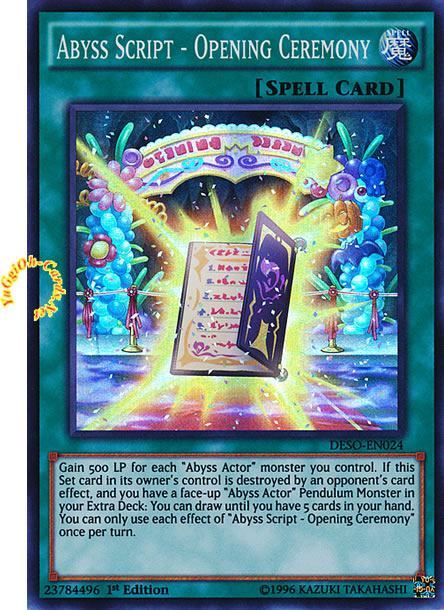 ABYSS SCRIPT - OPENING CEREMONY
SPELL
魔
[SPELL CARD]
YuGgiOh-Cards.Net
DESO-EN024
Gain 500 LP for each "Abyss Actor" monster you control. If this
Set card in its owner's control is destroyed by an opponent's card
effect, and you have a face-up "Abyss Actor" Pendulum Monster in
your Extra Deck: You can draw until you have 5 cards in your hand.
You can only use each effect of "Abyss Script - Opening Ceremony"
once per turn.
23784496 1st Edition ©1996 KAZUKI TAKAHASHI